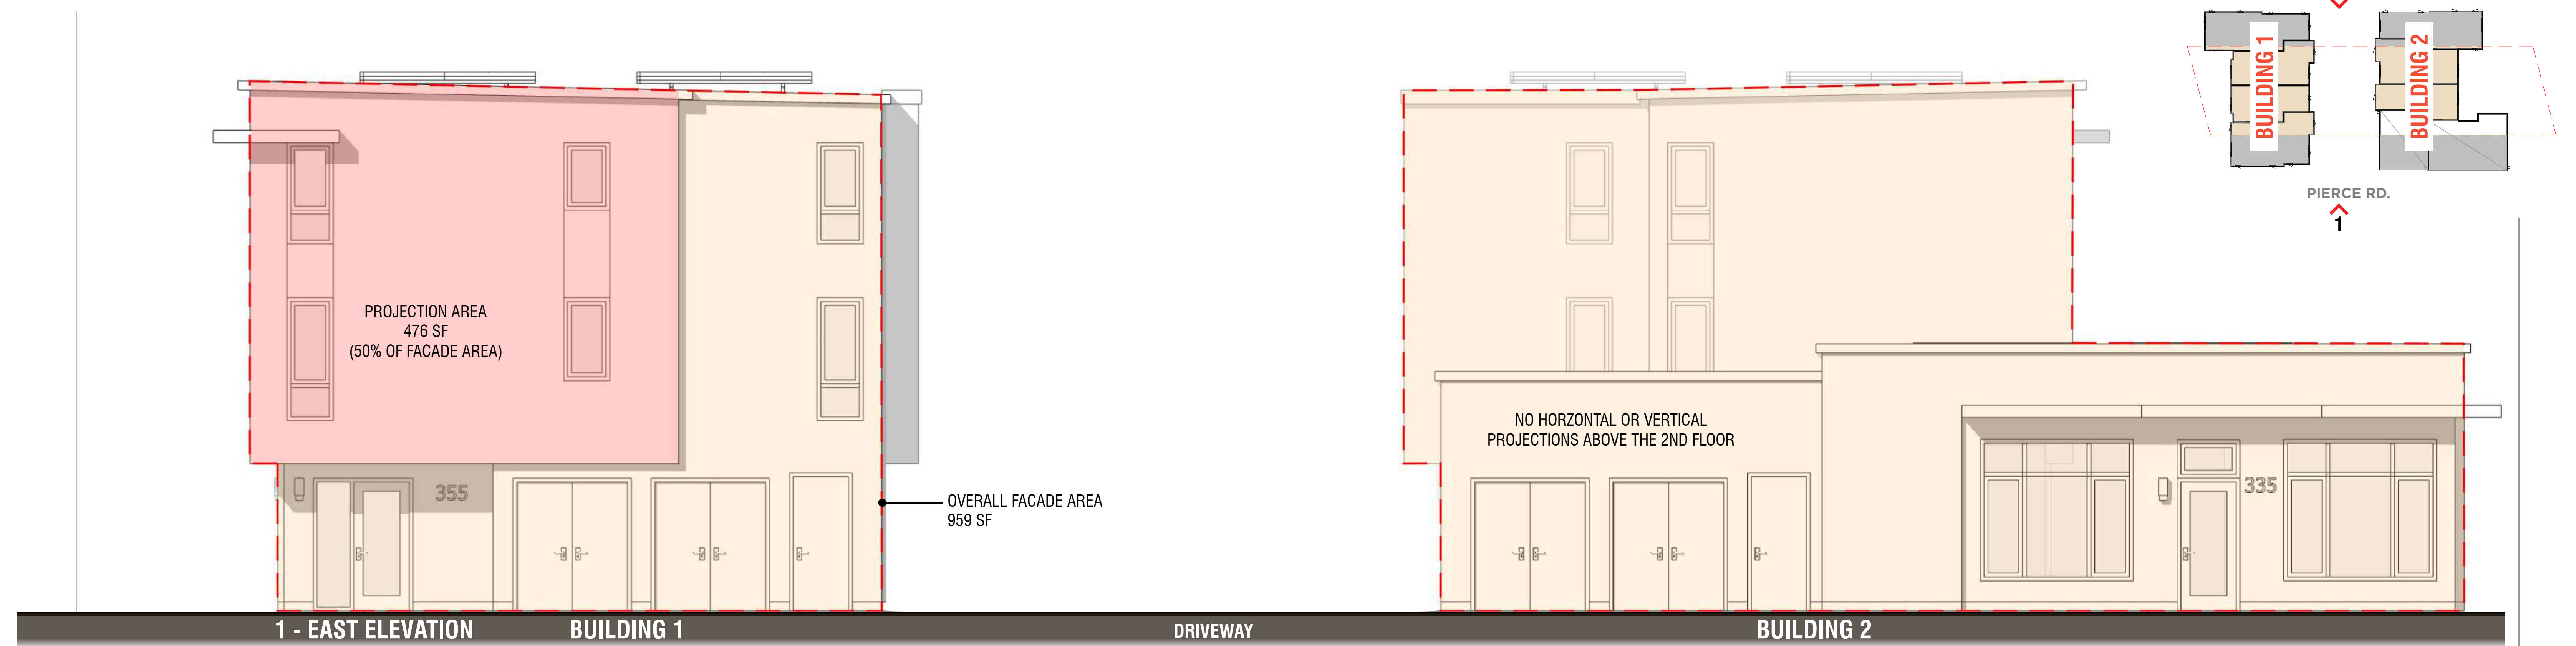 BUILDING 1
BUILDING 2
PIERCE RD.
1
PROJECTION AREA
476 SF
(50% OF FACADE AREA)
355
OVERALL FACADE AREA
959 SF
NO HORZONTAL OR VERTICAL
PROJECTIONS ABOVE THE 2ND FLOOR
335
1 - EAST ELEVATION
BUILDING 1
DRIVEWAY
BUILDING 2